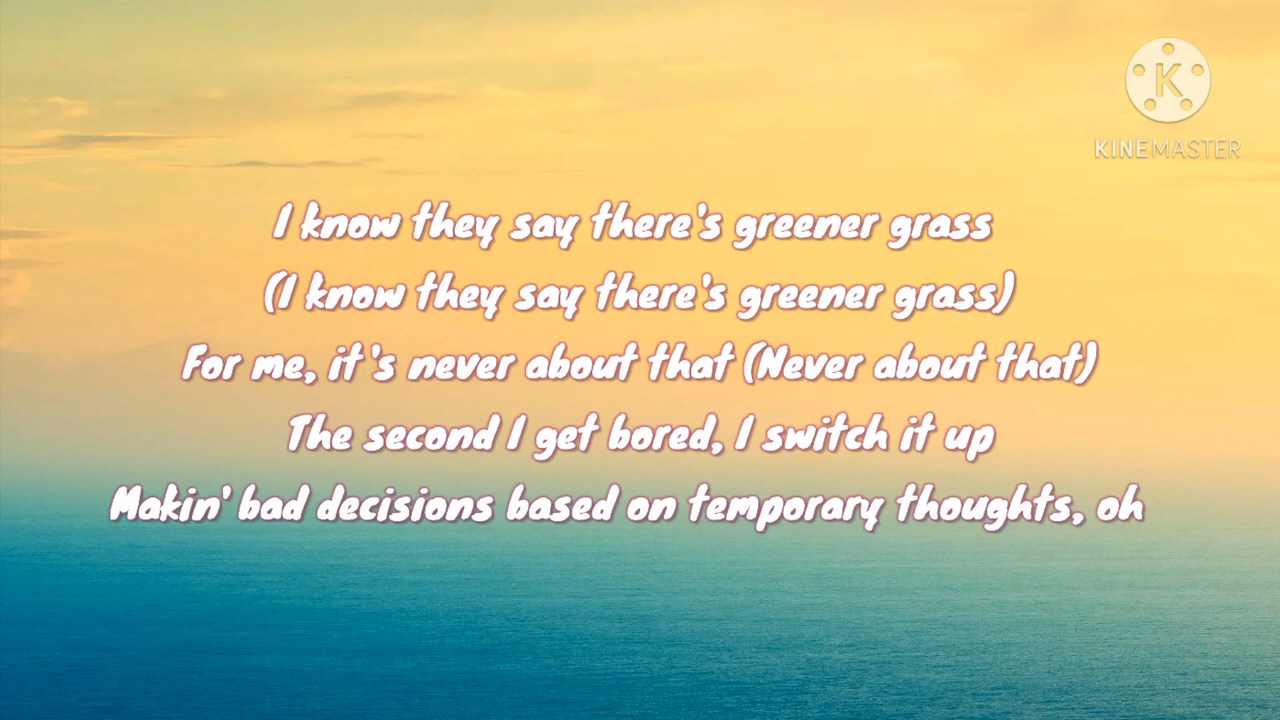 K
KINEMASTER
I know they say there's greener grass
(I know they say there's greener grass)
For me, it's never about that (Never about that)
The second I get bored, I switch it up
Makin' bad decisions based on temporary thoughts, oh